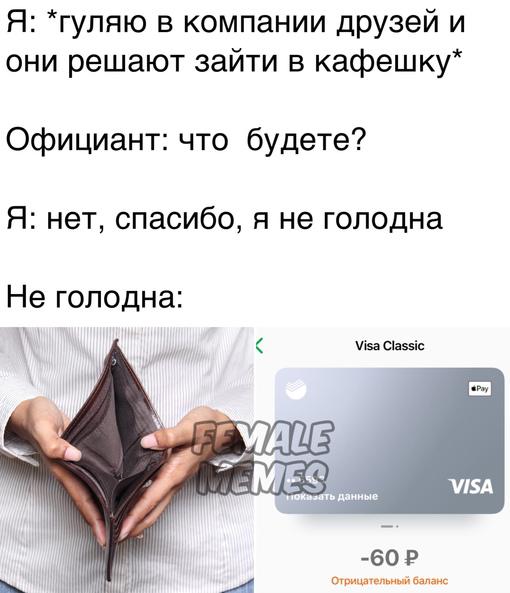 Я: *гуляю в компании друзей и
они решают зайти в кафешку*
Официант: что будете?
Я: нет, спасибо, я не голодна
Не голодна:
Visa Classic
Pay
FEMALE
MEMES
Показать данные
VISA
-60 ₽
Отрицательный баланс